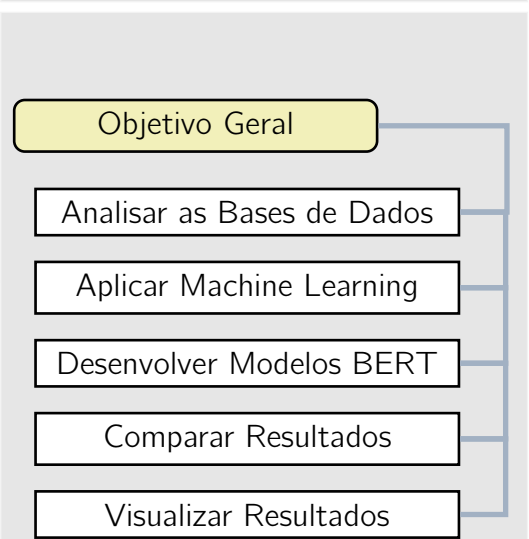 Objetivo Geral
Analisar as Bases de Dados
Aplicar Machine Learning
Desenvolver Modelos BERT
Comparar Resultados
Visualizar Resultados